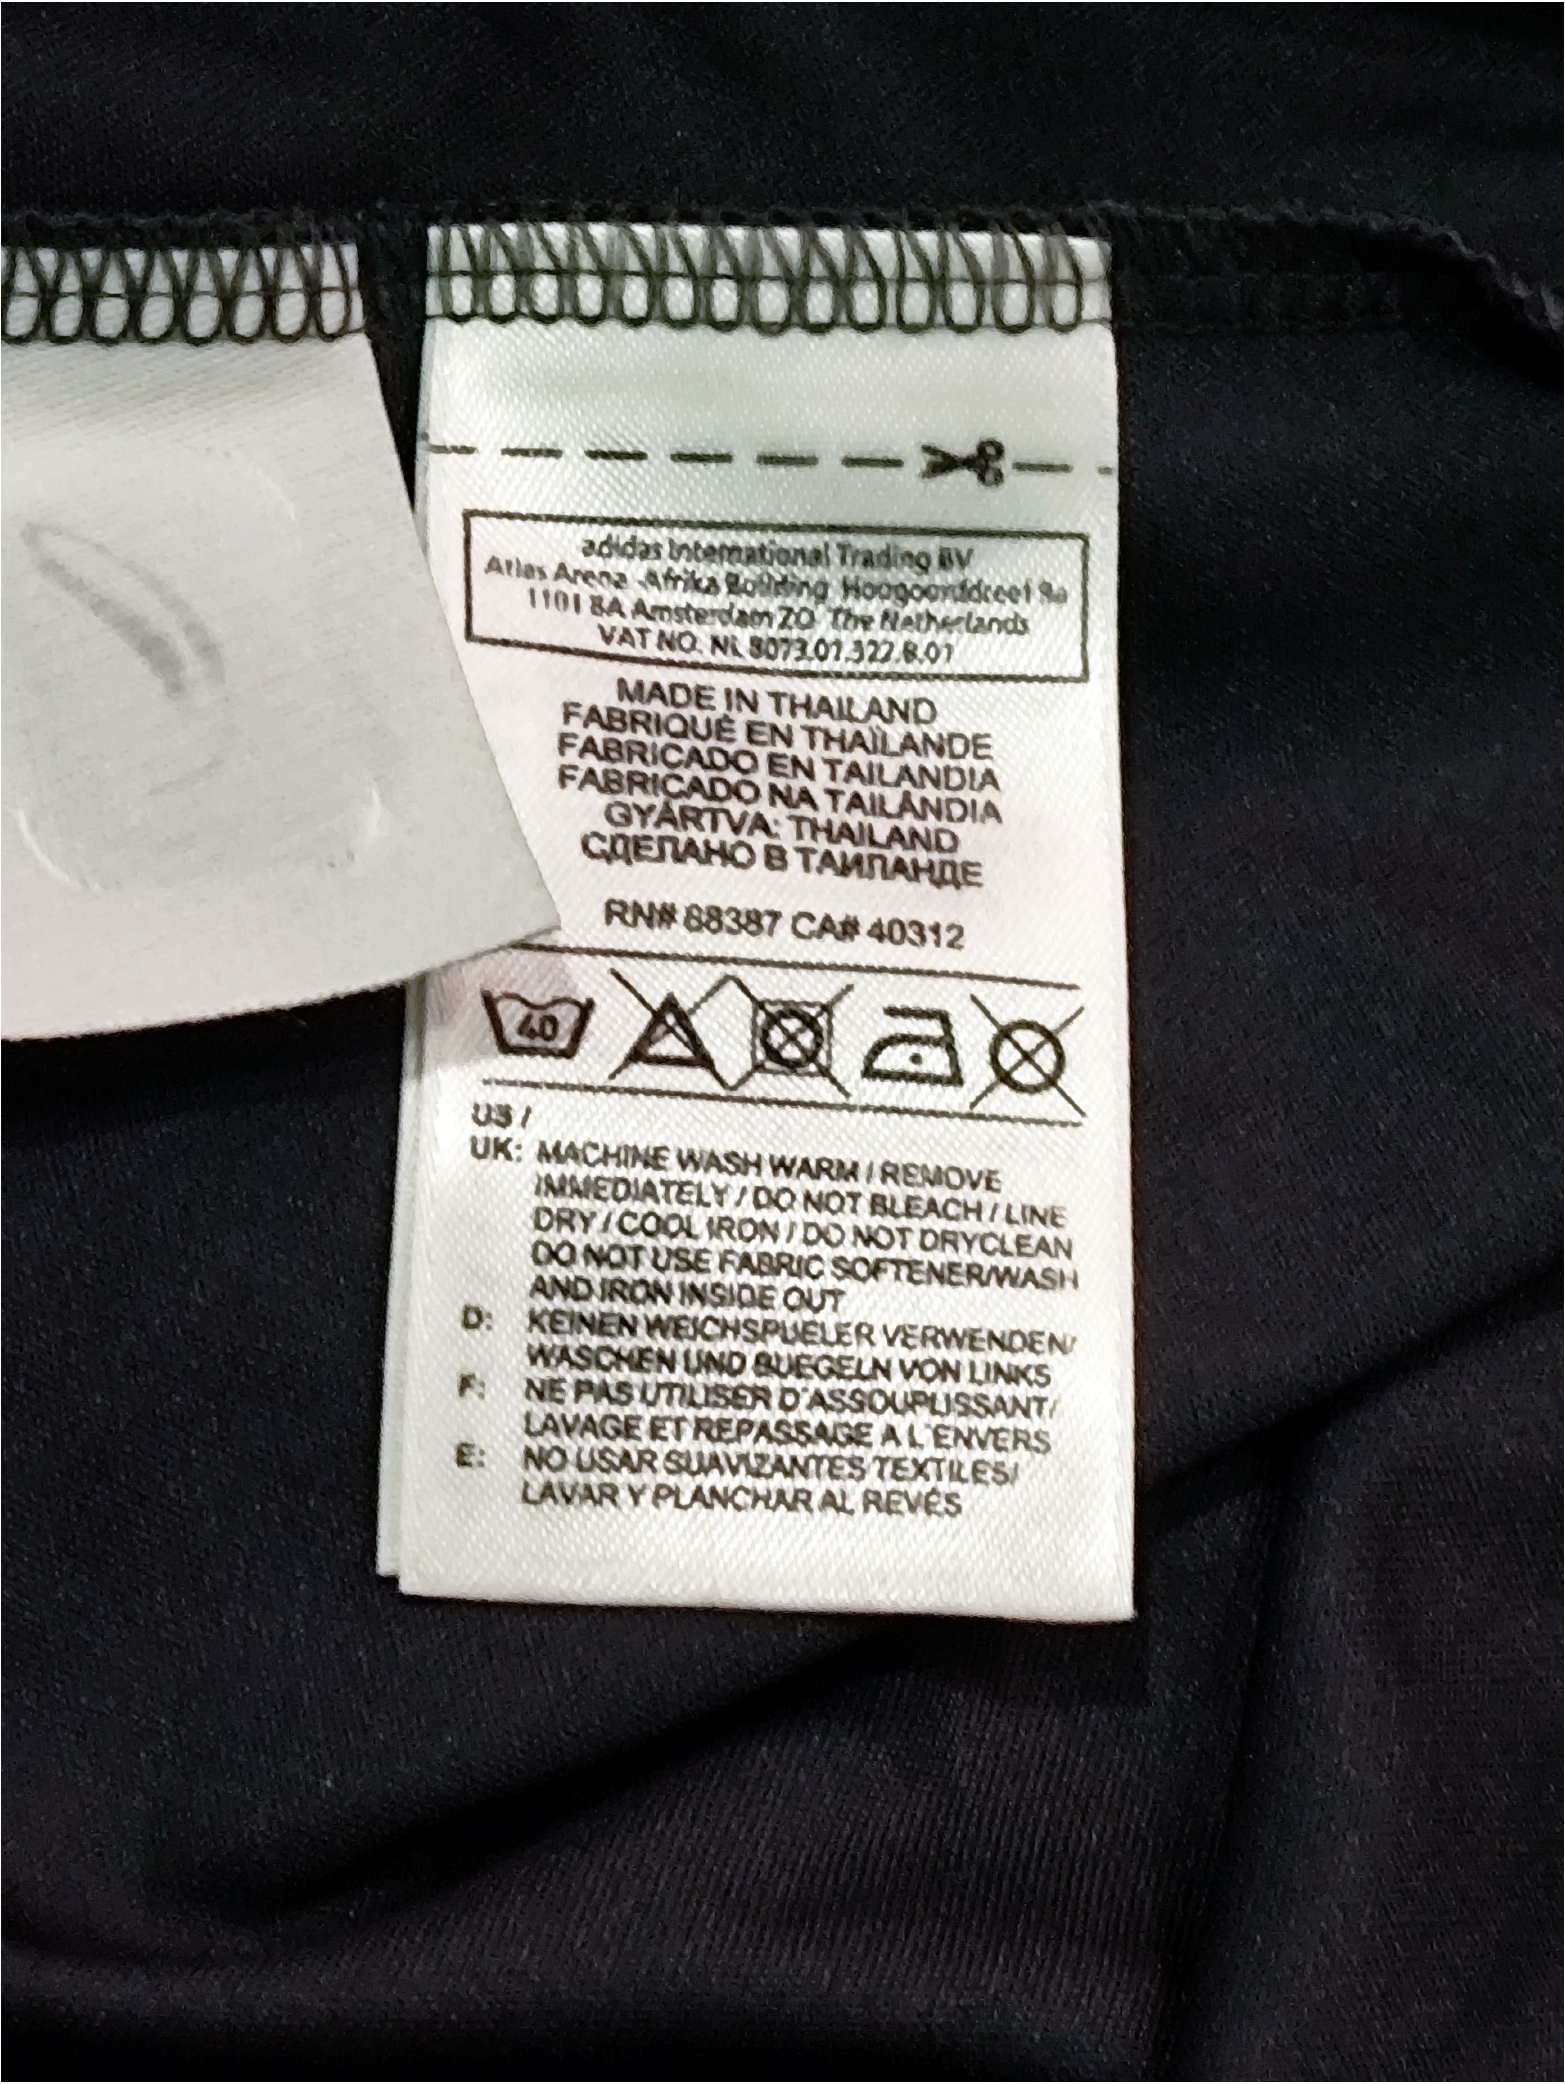 adidas International Trading BV
Atlas Arena Afrika Building, Hoogoorddreef 9a
1101 BA Amsterdam ZO The Netherlands
VAT NO. NL 8073.01.327.B.01
MADE IN THAILAND
FABRIQUÉ EN THAÏLANDE
FABRICADO EN TAILANDIA
FABRICADO NA TAILÂNDIA
GYÁRTVA: THAILAND
СДЕЛАНО В ТАИЛАНДЕ
RN# 88387 CA# 40312
40
US /
UK: MACHINE WASH WARM / REMOVE
IMMEDIATELY / DO NOT BLEACH / LINE
DRY / COOL IRON / DO NOT DRYCLEAN
DO NOT USE FABRIC SOFTENER/WASH
AND IRON INSIDE OUT
D: KEINEN WEICHSPUELER VERWENDEN/
WASCHEN UND BUEGELN VON LINKS
F: NE PAS UTILISER D'ASSOUPLISSANT/
LAVAGE ET REPASSAGE A L'ENVERS
E: NO USAR SUAVIZANTES TEXTILES/
LAVAR Y PLANCHAR AL REVÉS